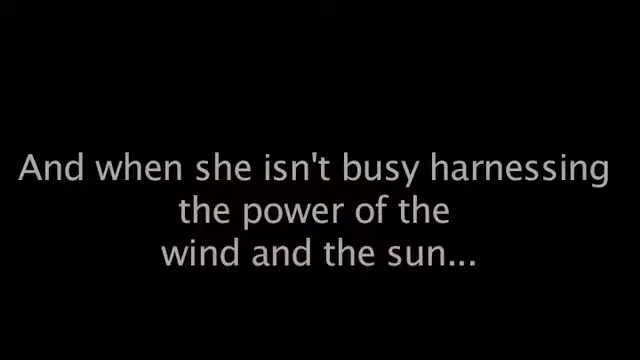 And when she isn't busy harnessing
the power of the
wind and the sun...